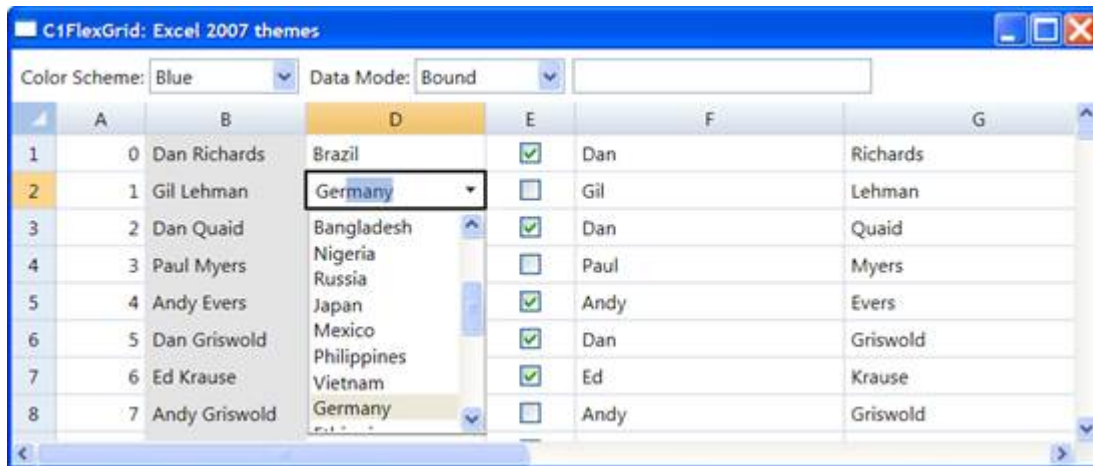 C1FlexGrid: Excel 2007 themes
Color Scheme: Blue Data Mode: Bound
A B D E F G
1 0 Dan Richards Brazil Dan Richards
2 1 Gil Lehman Germany Gil Lehman
3 2 Dan Quaid Bangladesh Dan Quaid
Nigeria
4 3 Paul Myers Russia Paul Myers
5 4 Andy Evers Japan Andy Evers
Mexico
6 5 Dan Griswold Philippines Dan Griswold
7 6 Ed Krause Vietnam Ed Krause
8 7 Andy Griswold Germany Andy Griswold